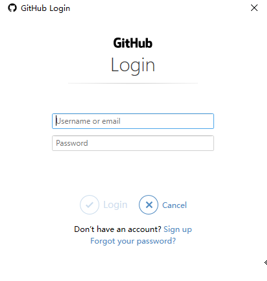 GitHub Login
GitHub
Login
Username or email
Password
Login Cancel
Don't have an account? Sign up
Forgot your password?